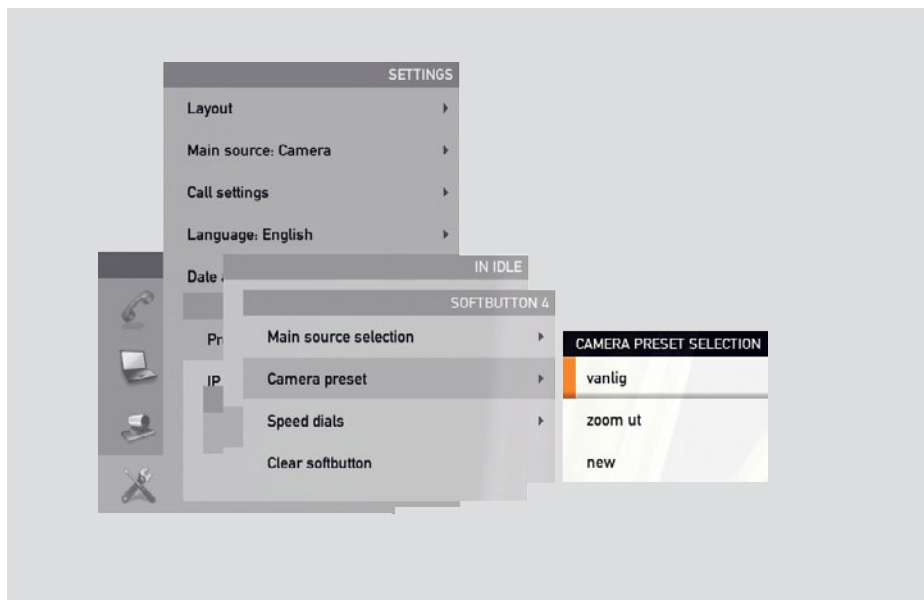 SETTINGS
Layout
Main source: Camera
Call settings
Language: English
Date
IN IDLE
SOFTBUTTON 4
Pr
Main source selection
CAMERA PRESET SELECTION
IP
Camera preset
vanlig
Speed dials
zoom ut
Clear softbutton
new